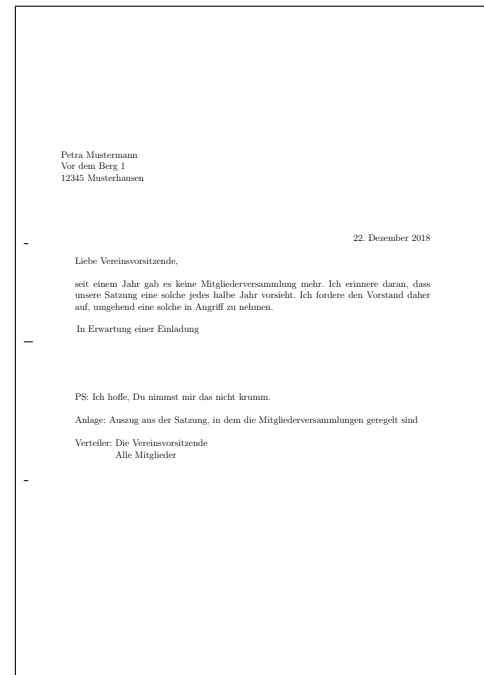 Petra Mustermann
Vor dem Berg 1
12345 Musterhausen
22. Dezember 2018
Liebe Vereinsvorsitzende,
seit einem Jahr gab es keine Mitgliederversammlung mehr. Ich erinnere daran, dass
unsere Satzung eine solche jedes halbe Jahr vorsieht. Ich fordere den Vorstand daher
auf, umgehend eine solche in Angriff zu nehmen.
In Erwartung einer Einladung
PS: Ich hoffe, Du nimmst mir das nicht krumm.
Anlage: Auszug aus der Satzung, in dem die Mitgliederversammlungen geregelt sind
Verteiler: Die Vereinsvorsitzende
Alle Mitglieder